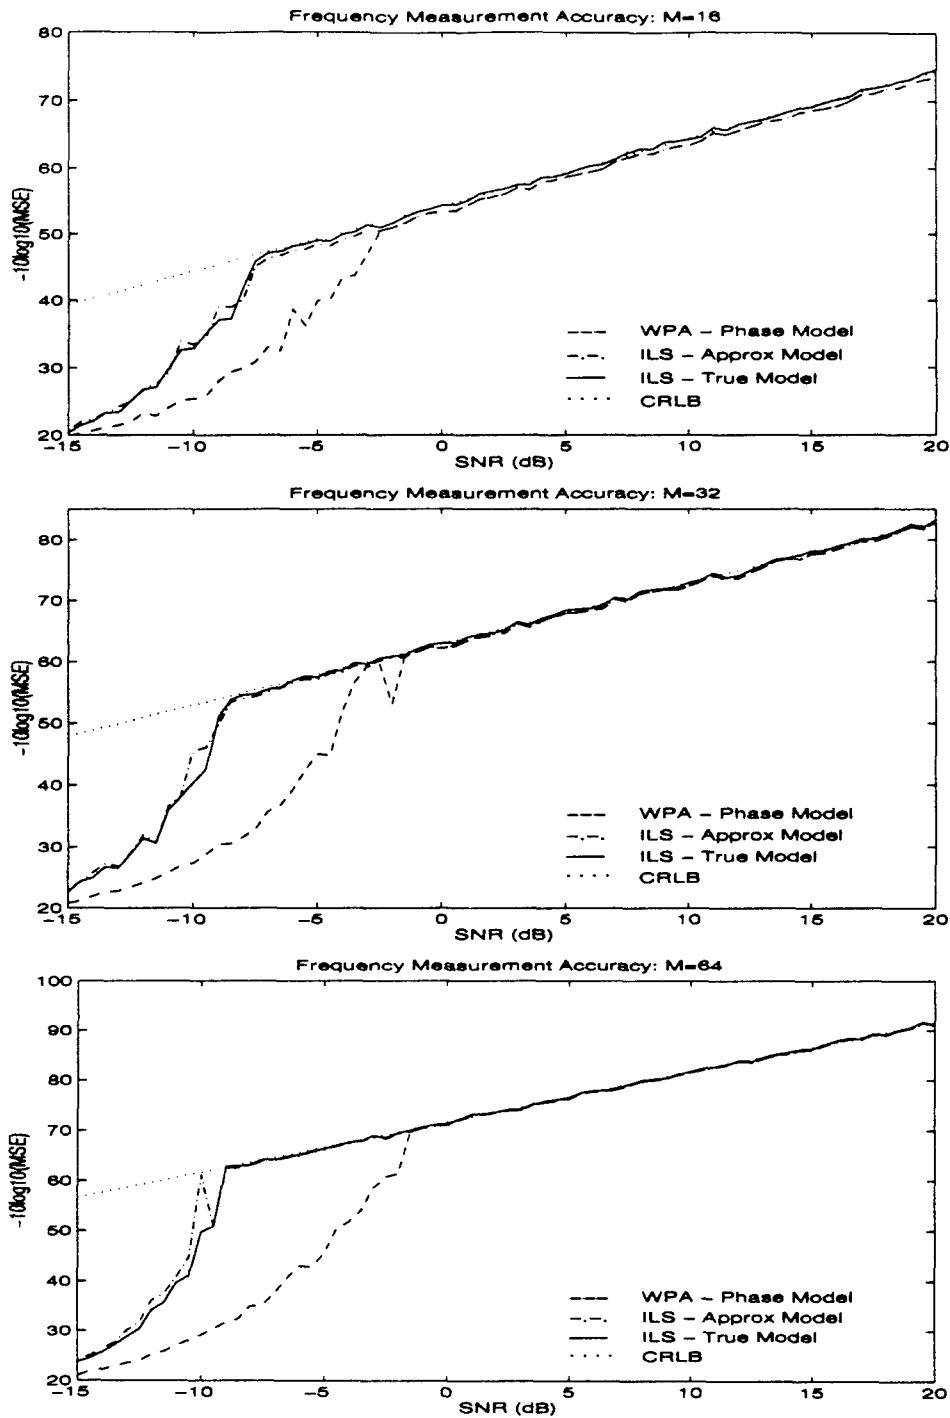 Frequency Measurement Accuracy: M=16
80
70
60
50
40
30
20
-10log10(MSE)
WPA - Phase Model
ILS - Approx Model
ILS - True Model
CRLB
-15 -10 -5 0 5 10 15 20
SNR (dB)
Frequency Measurement Accuracy: M=32
80
70
60
50
40
30
20
-10log10(MSE)
WPA - Phase Model
ILS - Approx Model
ILS - True Model
CRLB
-15 -10 -5 0 5 10 15 20
SNR (dB)
Frequency Measurement Accuracy: M=64
100
90
80
70
60
50
40
30
20
-10log10(MSE)
WPA - Phase Model
ILS - Approx Model
ILS - True Model
CRLB
-15 -10 -5 0 5 10 15 20
SNR (dB)